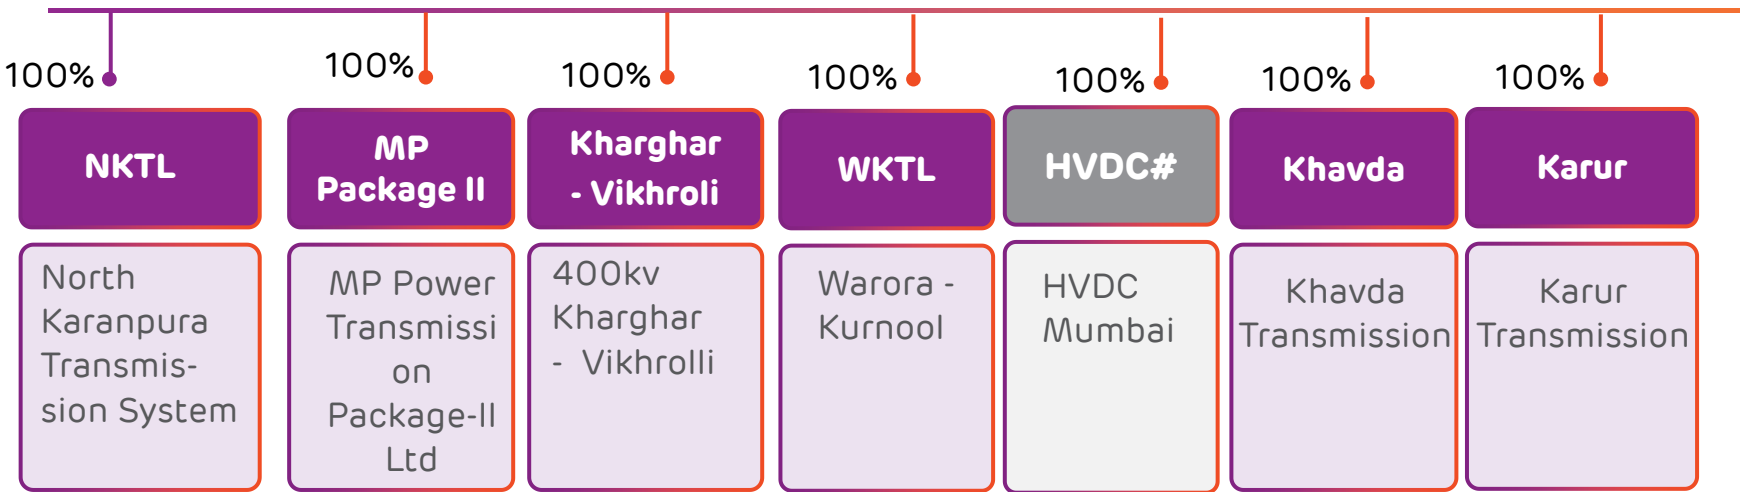 100%
100%
100%
100%
100%
100%
100%
NKTL
MP
Package II
Kharghar
- Vikhroli
WKTL
HVDC#
Khavda
Karur
North
Karanpura
Transmis-
sion System
MP Power
Transmissi
on
Package-II
Ltd
400kv
Kharghar
- Vikhrolli
Warora -
Kurnool
HVDC
Mumbai
Khavda
Transmission
Karur
Transmission